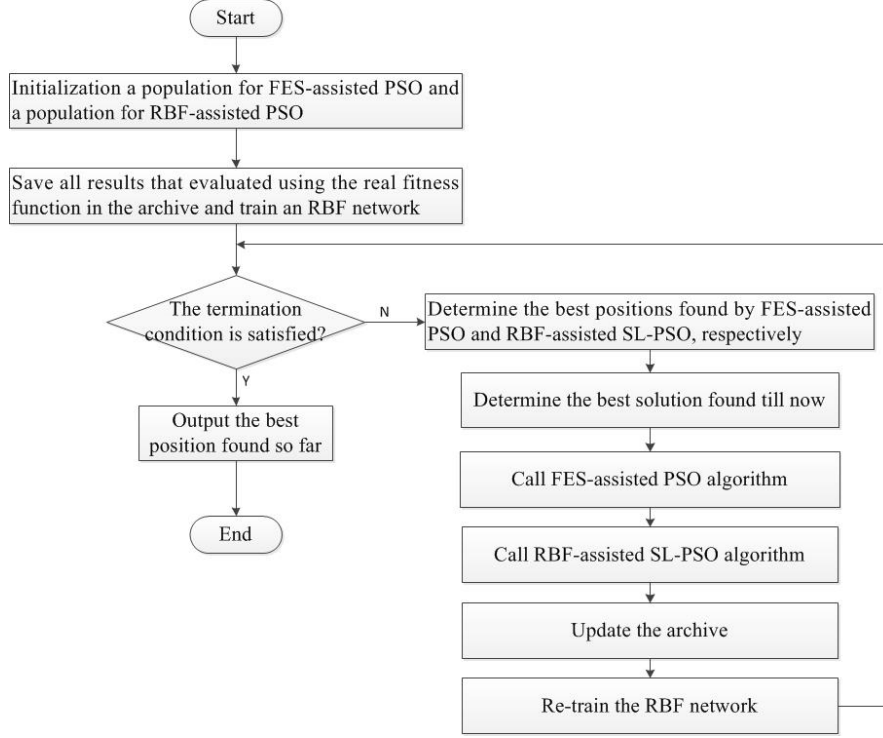 Start
Initialization a population for FES-assisted PSO and
a population for RBF-assisted PSO
Save all results that evaluated using the real fitness
function in the archive and train an RBF network
The termination
condition is satisfied?
N
Y
Determine the best positions found by FES-assisted
PSO and RBF-assisted SL-PSO, respectively
Determine the best solution found till now
Call FES-assisted PSO algorithm
Call RBF-assisted SL-PSO algorithm
Update the archive
Re-train the RBF network
Output the best
position found so far
End